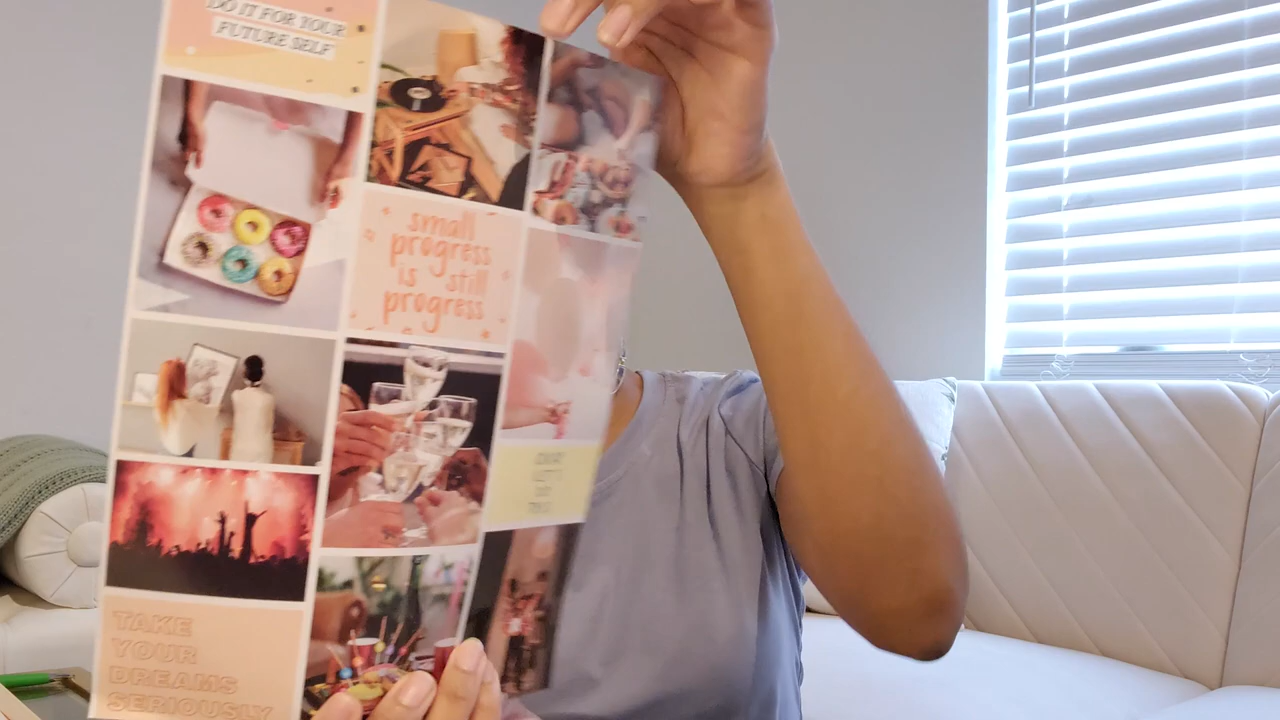 DO IT FOR YOUR
FUTURE SELF
small
progress
is still
progress
TAKE
YOUR
DREAMS
SERIOUSLY